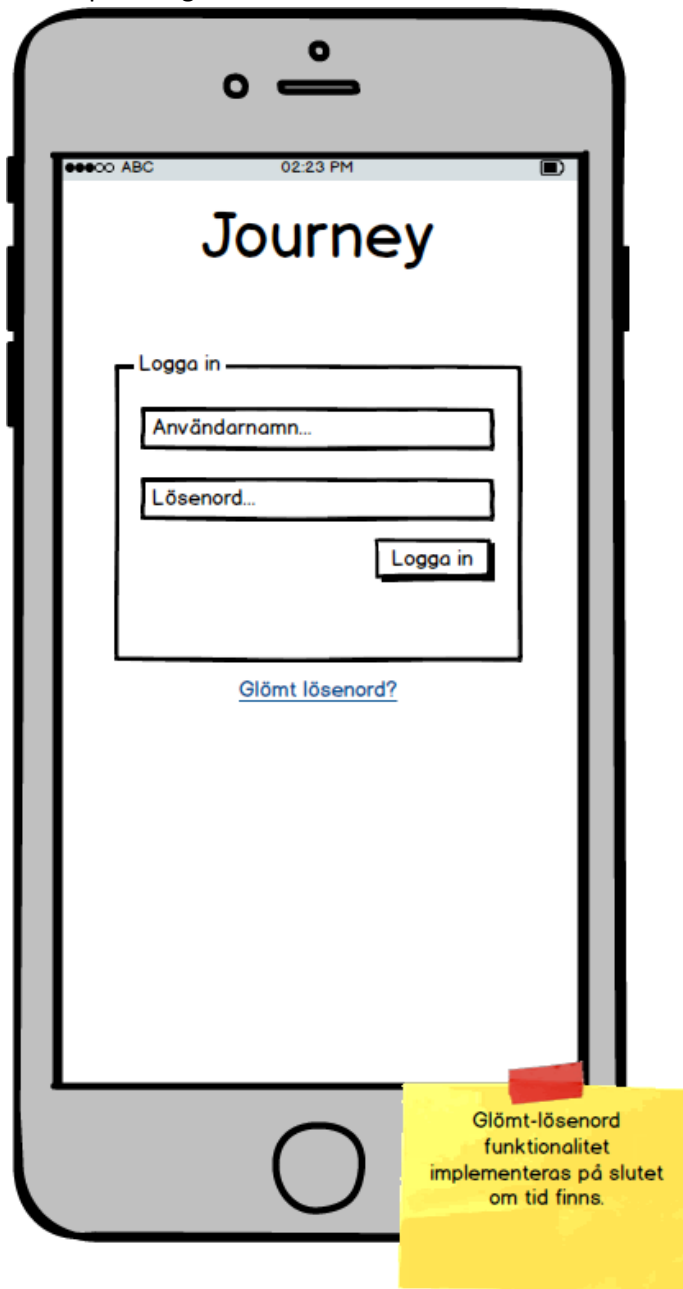 ABC 02:23 PM
Journey
Logga in
Användarnamn...
Lösenord...
Logga in
Glömt lösenord?
Glömt-lösenord
funktionalitet
implementeras på slutet
om tid finns.